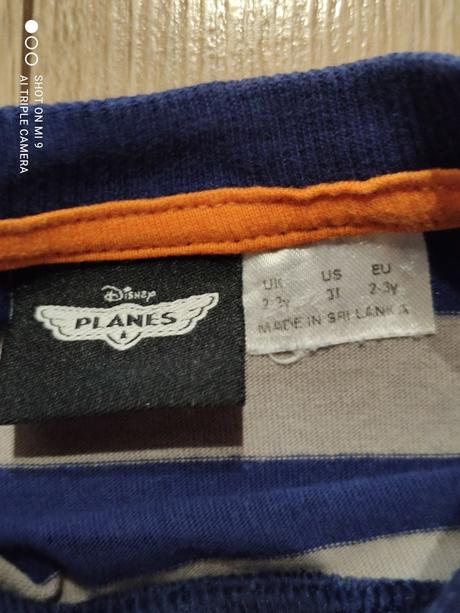 SHOT ON MI 9
AI TRIPLE CAMERA
Disney
PLANES
UK US EU
2-3y 3T 2-3y
MADE IN SRI LANKA